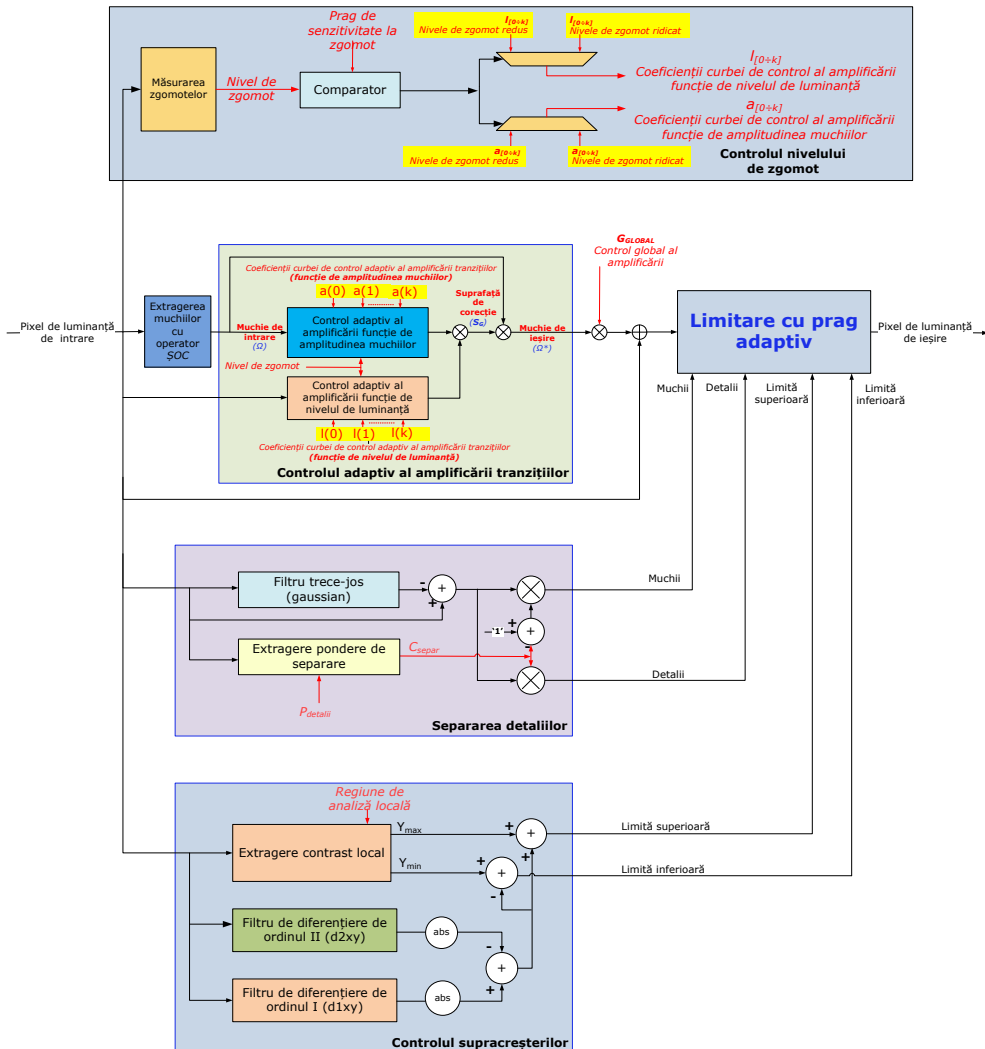 Prag de
senzitivitate la
zgomot
l[0÷k]
Nivele de zgomot redus
l[0÷k]
Nivele de zgomot ridicat
Măsurarea
zgomotelor
Nivel de
zgomot
Comparator
l[0÷k]
Coeficienții curbei de control al amplificării
funcție de nivelul de luminanță
a[0÷k]
Coeficienții curbei de control al amplificării
funcție de amplitudinea muchiilor
a[0÷k]
Nivele de zgomot redus
a[0÷k]
Nivele de zgomot ridicat
Controlul nivelului
de zgomot
Pixel de luminanță
de intrare
Extragerea
muchiilor
cu
operator
ȘOC
Coeficienții curbei de control adaptiv al amplificării tranzițiilor
(funcție de amplitudinea muchiilor)
a(0) a(1) a(k)
Muchie de
intrare
(Ω)
Control adaptiv al
amplificării funcție de
amplitudinea muchiilor
Suprafață
de
corecție
(SG)
Muchie de
ieșire
(Ω*)
Nivel de zgomot
Control adaptiv al
amplificării funcție de
nivelul de luminanță
l(0) l(1) l(k)
Coeficienții curbei de control adaptiv al amplificării tranzițiilor
(funcție de nivelul de luminanță)
Controlul adaptiv al amplificării tranzițiilor
GGLOBAL
Control global al
amplificării
Limitare cu prag
adaptiv
Pixel de luminanță
de ieșire
Muchii
Detalii
Limită
superioară
Limită
inferioară
Filtru trece-jos
(gaussian)
-
+
+
Muchii
'1'
+
+
-
Extragere pondere de
separare
Csepar
Pdetalii
Detalii
Separarea detaliilor
Regiune de
analiză locală
Extragere contrast local
Ymax
+
+
+
Limită superioară
Ymin
+
+
-
Limită inferioară
Filtru de diferențiere de
ordinul II (d2xy)
abs
-
+
+
Filtru de diferențiere de
ordinul I (d1xy)
abs
Controlul supracreșterilor